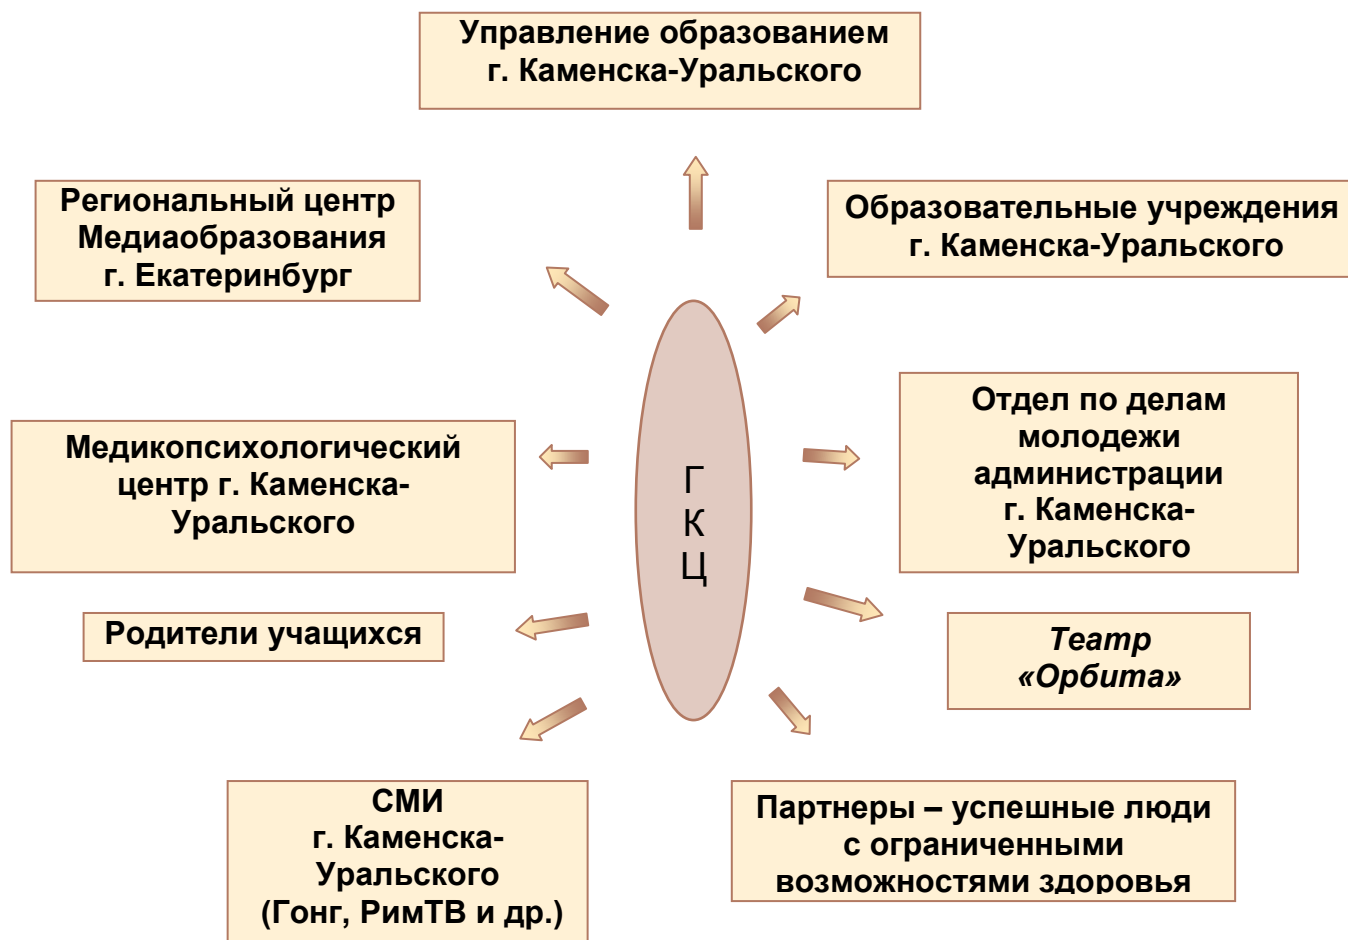 Управление образованием
г. Каменска-Уральского
Региональный центр
Медиаобразования
г. Екатеринбург
Образовательные учреждения
г. Каменска-Уральского
Медикопсихологический
центр г. Каменска-
Уральского
Г
К
Ц
Отдел по делам
молодежи
администрации
г. Каменска-
Уральского
Родители учащихся
Театр
«Орбита»
СМИ
г. Каменска-
Уральского
(Гонг, РимТВ и др.)
Партнеры – успешные люди
с ограниченными
возможностями здоровья